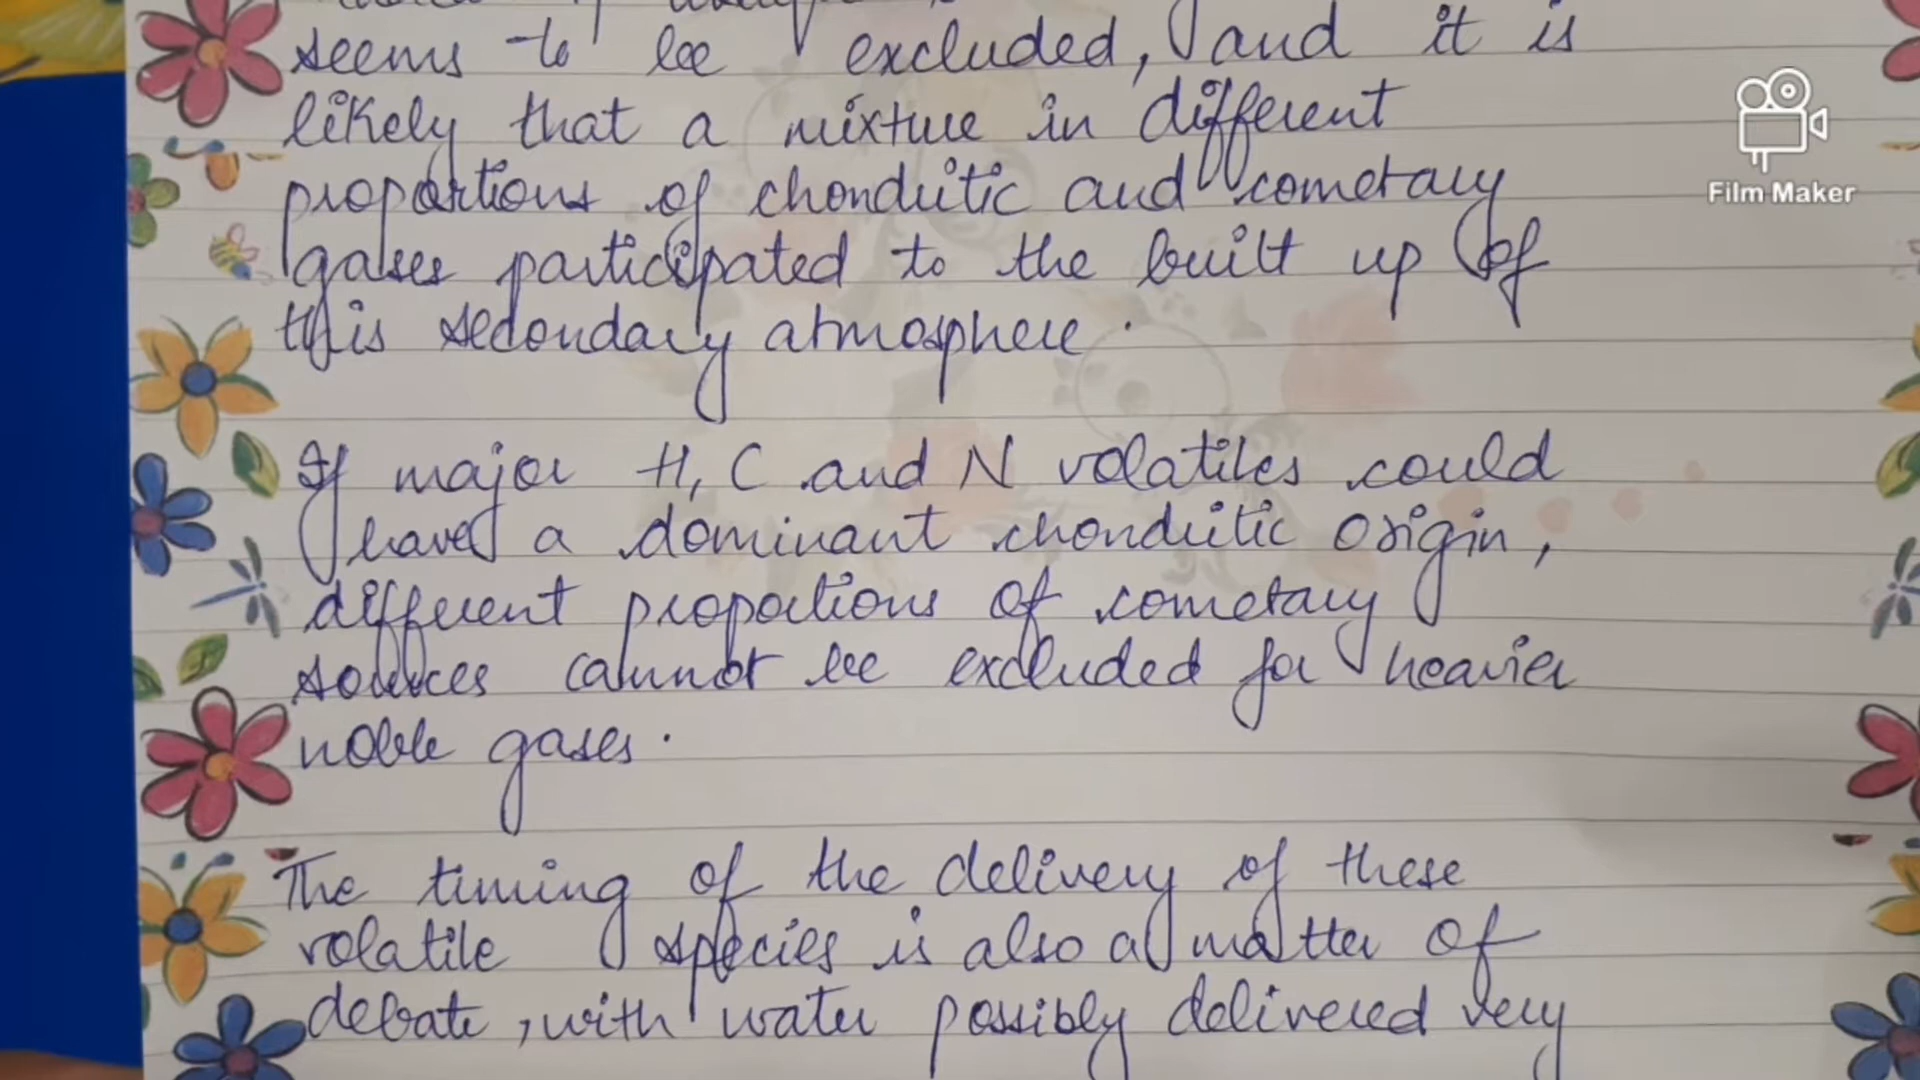 seems to be excluded, and it is
likely that a mixture in different
proportions of chondritic and cometary
gases participated to the built up of
this secondary atmosphere.
If major H, C and N volatiles could
have a dominant chondritic origin,
different proportions of cometary
sources cannot be excluded for heavier
noble gases.
The timing of the delivery of these
volatile species is also a matter of
debate, with water possibly delivered very
Film Maker